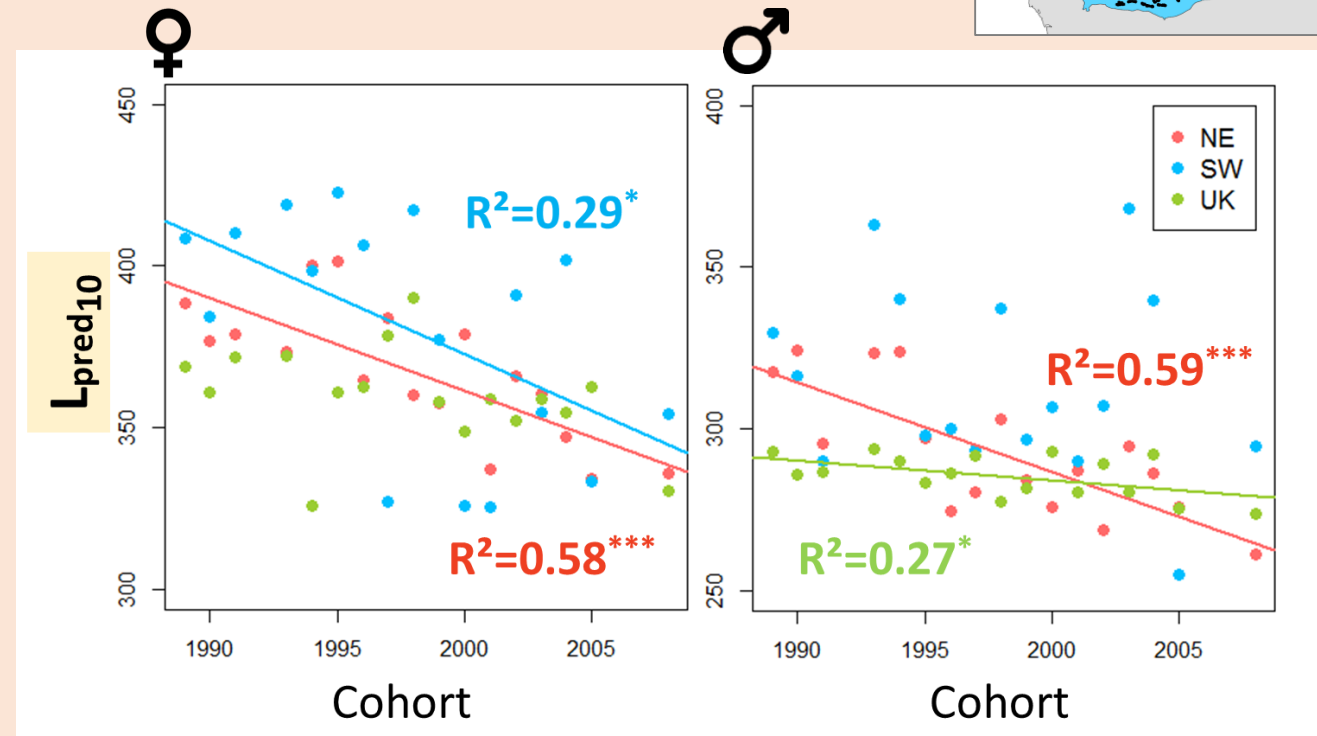 ♀
♂
Lpred10
450
400
350
300
R²=0.29*
R²=0.58***
1990 1995 2000 2005
Cohort
400
350
300
250
NE
SW
UK
R²=0.59***
R²=0.27*
1990 1995 2000 2005
Cohort